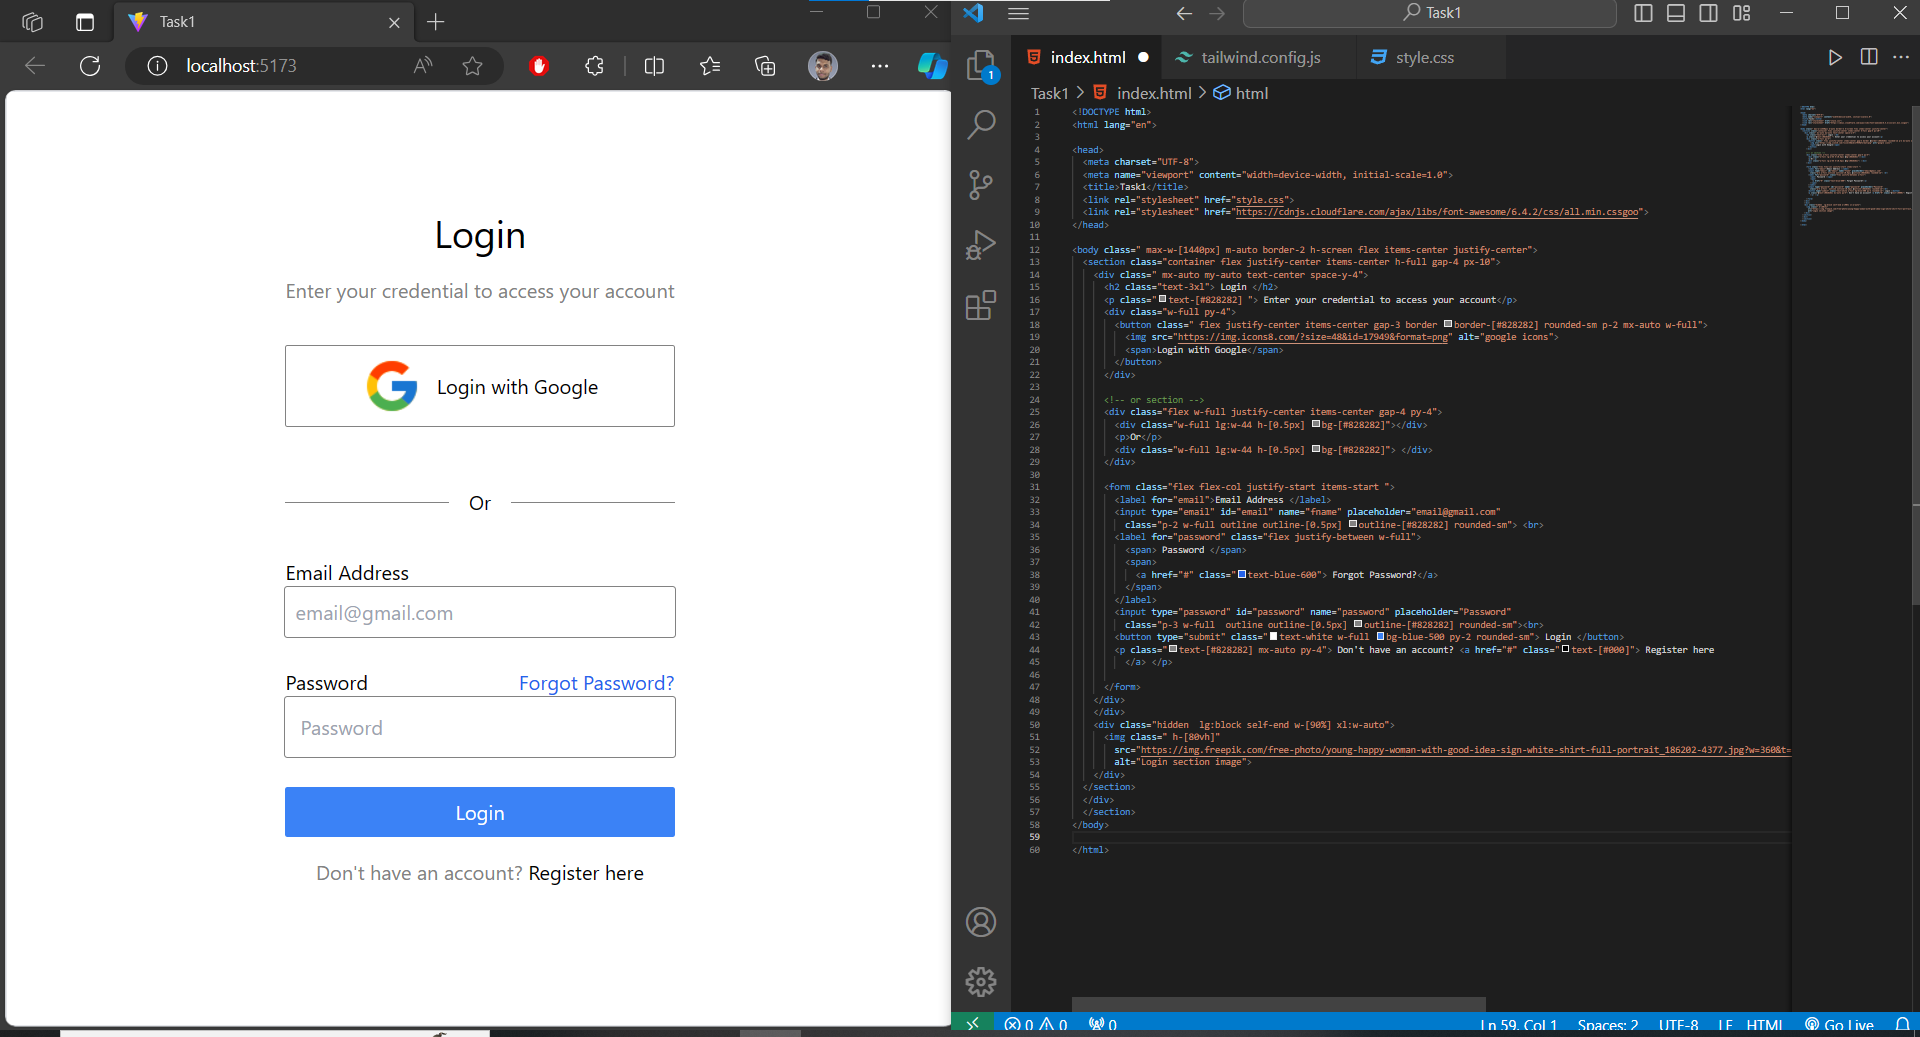 Task1
localhost:5173
Login
Enter your credential to access your account
Login with Google
Or
Email Address
email@gmail.com
Password Forgot Password?
Password
Login
Don't have an account? Register here
Task1
1
index.html tailwind.config.js style.css
Task1 > index.html > html
1 <!DOCTYPE html>
2 <html lang="en">
3
4 <head>
5 <meta charset="UTF-8">
6 <meta name="viewport" content="width=device-width, initial-scale=1.0">
7 <title>Task1</title>
8 <link rel="stylesheet" href="style.css">
9 <link rel="stylesheet" href="https://cdnjs.cloudflare.com/ajax/libs/font-awesome/6.4.2/css/all.min.cssgoo">
10 </head>
11
12 <body class=" max-w-[1440px] m-auto border-2 h-screen flex items-center justify-center">
13 <section class="container flex justify-center items-center h-full gap-4 px-10">
14 <div class=" mx-auto my-auto text-center space-y-4">
15 <h2 class="text-3xl"> Login </h2>
16 <p class="text-[#828282] "> Enter your credential to access your account</p>
17 <div class="w-full py-4">
18 <button class=" flex justify-center items-center gap-3 border border-[#828282] rounded-sm p-2 mx-auto w-full">
19 <img src="https://img.icons8.com/?size=48&id=17949&format=png" alt="google icons">
20 <span>Login with Google</span>
21 </button>
22 </div>
23
24 <!-- or section -->
25 <div class="flex w-full justify-center items-center gap-4 py-4">
26 <div class="w-full lg:w-44 h-[0.5px] bg-[#828282]"></div>
27 <p>Or</p>
28 <div class="w-full lg:w-44 h-[0.5px] bg-[#828282]"> </div>
29 </div>
30
31 <form class="flex flex-col justify-start items-start ">
32 <label for="email">Email Address </label>
33 <input type="email" id="email" name="fname" placeholder="email@gmail.com"
34 class="p-2 w-full outline outline-[0.5px] outline-[#828282] rounded-sm"> <br>
35 <label for="password" class="flex justify-between w-full">
36 <span> Password </span>
37 <span>
38 <a href="#" class="text-blue-600"> Forgot Password?</a>
39 </span>
40 </label>
41 <input type="password" id="password" name="password" placeholder="Password"
42 class="p-3 w-full  outline outline-[0.5px] outline-[#828282] rounded-sm"><br>
43 <button type="submit" class="text-white w-full bg-blue-500 py-2 rounded-sm"> Login </button>
44 <p class="text-[#828282] mx-auto py-4"> Don't have an account? <a href="#" class="text-[#000]"> Register here
45 </a> </p>
46
47 </form>
48 </div>
49 </div>
50 <div class="hidden  lg:block self-end w-[90%] xl:w-auto">
51 <img class=" h-[80vh]"
52 src="https://img.freepik.com/free-photo/young-happy-woman-with-good-idea-sign-white-shirt-full-portrait_186202-4377.jpg?w=360&t=
53 alt="Login section image">
54 </div>
55 </section>
56 </div>
57 </section>
58 </body>
59
60 </html>
0 0 0 Ln 59, Col 1 Spaces: 2 UTF-8 LF HTML Go Live